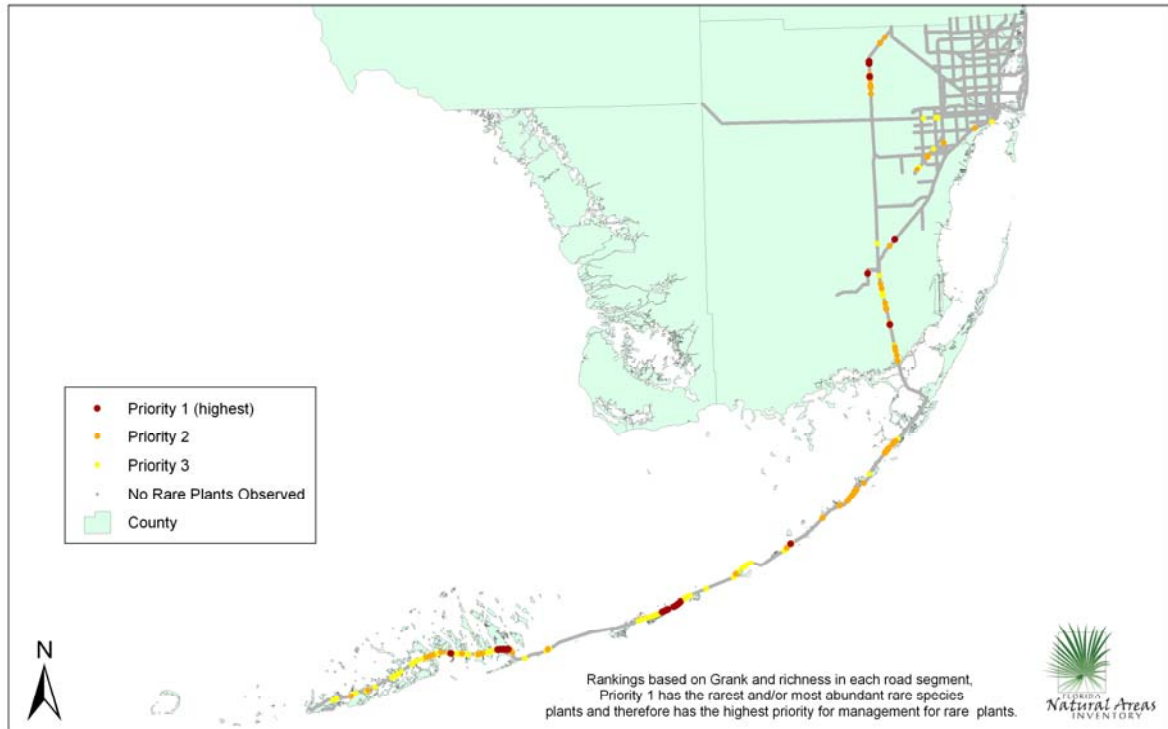 Priority 1 (highest)
Priority 2
Priority 3
No Rare Plants Observed
County
N
Rankings based on Grank and richness in each road segment,
Priority 1 has the rarest and/or most abundant rare species
plants and therefore has the highest priority for management for rare plants.
FLORIDA
Natural Areas
INVENTORY